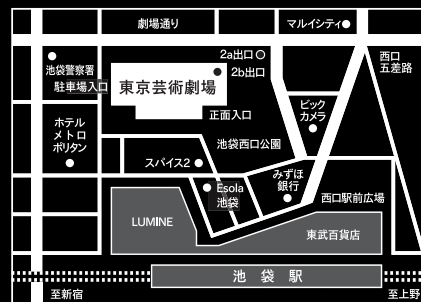 劇場通り
マルイシティ
2a出口
2b出口
西口
五差路
池袋警察署
駐車場入口
東京芸術劇場
正面入口
ビック
カメラ
ホテル
メトロ
ポリタン
池袋西口公園
スパイス2
みずほ
銀行
Esola
池袋
西口駅前広場
LUMINE
東武百貨店
池袋駅
至新宿
至上野